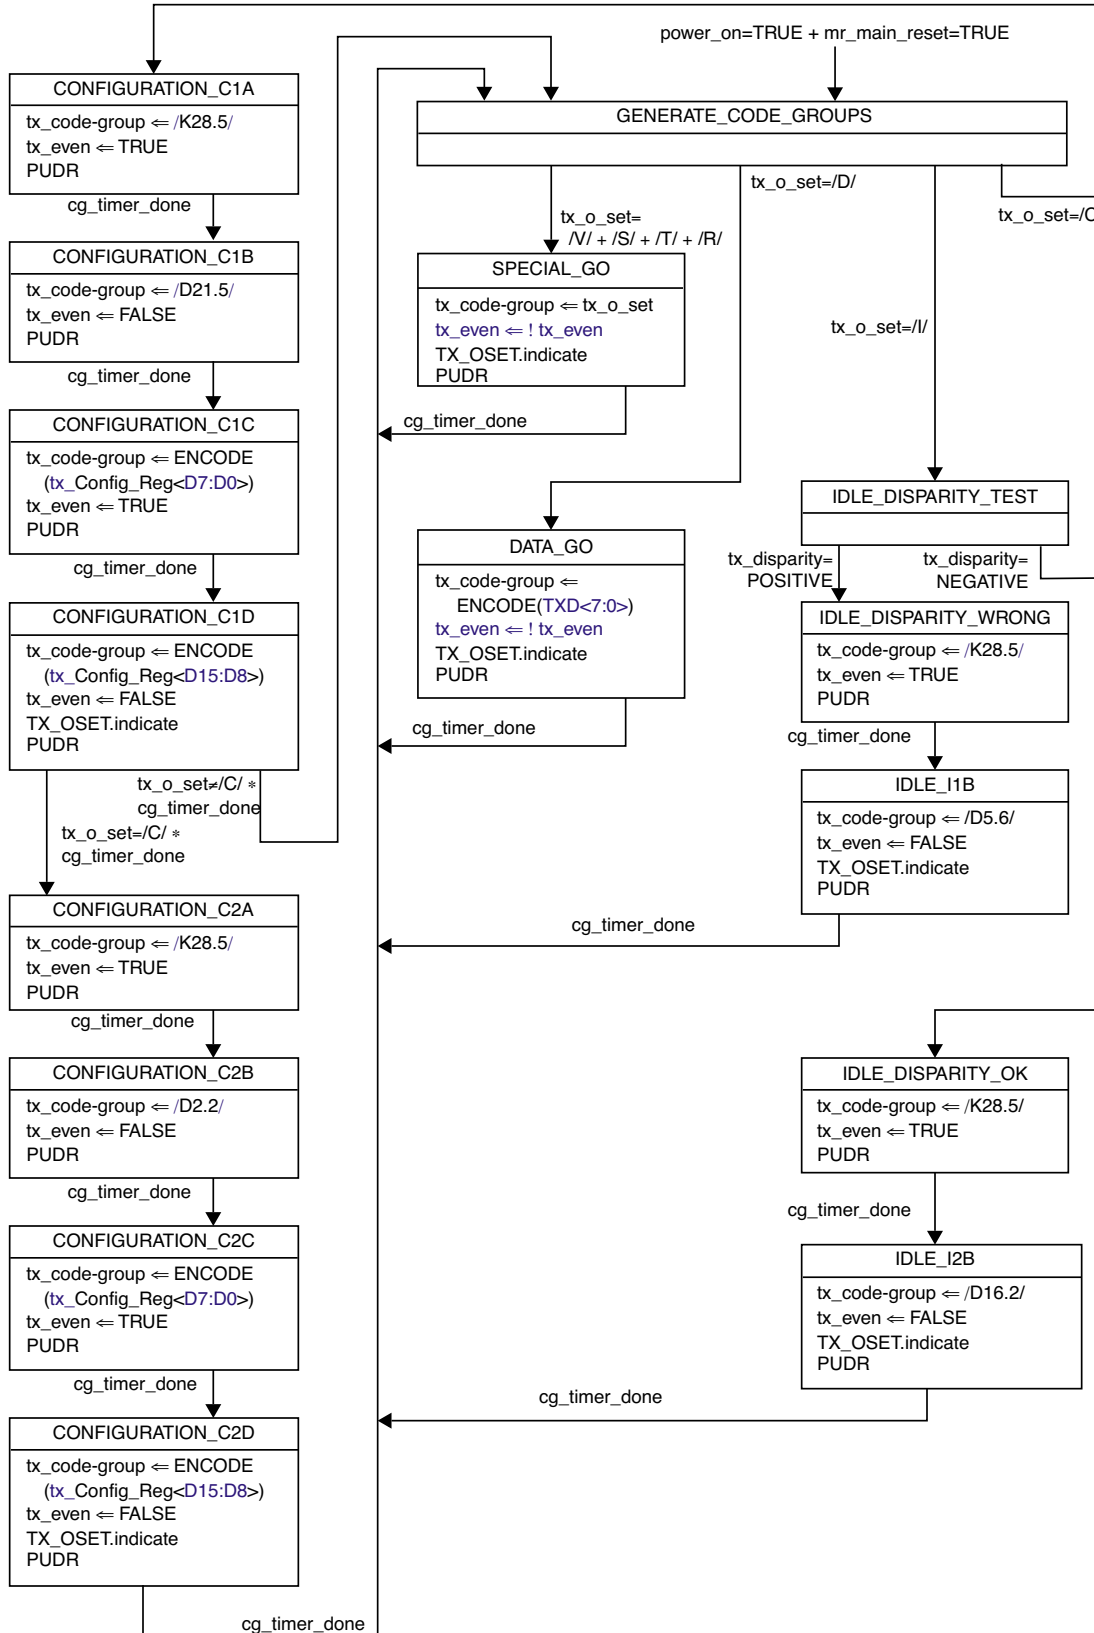 power_on=TRUE + mr_main_reset=TRUE
CONFIGURATION_C1A
tx_code-group ⇐ /K28.5/
tx_even ⇐ TRUE
PUDR
cg_timer_done
CONFIGURATION_C1B
tx_code-group ⇐ /D21.5/
tx_even ⇐ FALSE
PUDR
cg_timer_done
CONFIGURATION_C1C
tx_code-group ⇐ ENCODE
(tx_Config_Reg<D7:D0>)
tx_even ⇐ TRUE
PUDR
cg_timer_done
CONFIGURATION_C1D
tx_code-group ⇐ ENCODE
(tx_Config_Reg<D15:D8>)
tx_even ⇐ FALSE
TX_OSET.indicate
PUDR
tx_o_set≠/C/ *
cg_timer_done
tx_o_set=/C/ *
cg_timer_done
CONFIGURATION_C2A
tx_code-group ⇐ /K28.5/
tx_even ⇐ TRUE
PUDR
cg_timer_done
CONFIGURATION_C2B
tx_code-group ⇐ /D2.2/
tx_even ⇐ FALSE
PUDR
cg_timer_done
CONFIGURATION_C2C
tx_code-group ⇐ ENCODE
(tx_Config_Reg<D7:D0>)
tx_even ⇐ TRUE
PUDR
cg_timer_done
CONFIGURATION_C2D
tx_code-group ⇐ ENCODE
(tx_Config_Reg<D15:D8>)
tx_even ⇐ FALSE
TX_OSET.indicate
PUDR
cg_timer_done
GENERATE_CODE_GROUPS
tx_o_set=
/V/ + /S/ + /T/ + /R/
tx_o_set=/D/
tx_o_set=/I/
tx_o_set=/C
SPECIAL_GO
tx_code-group ⇐ tx_o_set
tx_even ⇐ ! tx_even
TX_OSET.indicate
PUDR
cg_timer_done
DATA_GO
tx_code-group ⇐
ENCODE(TXD<7:0>)
tx_even ⇐ ! tx_even
TX_OSET.indicate
PUDR
cg_timer_done
IDLE_DISPARITY_TEST
tx_disparity=
POSITIVE
tx_disparity=
NEGATIVE
IDLE_DISPARITY_WRONG
tx_code-group ⇐ /K28.5/
tx_even ⇐ TRUE
PUDR
cg_timer_done
IDLE_I1B
tx_code-group ⇐ /D5.6/
tx_even ⇐ FALSE
TX_OSET.indicate
PUDR
cg_timer_done
IDLE_DISPARITY_OK
tx_code-group ⇐ /K28.5/
tx_even ⇐ TRUE
PUDR
cg_timer_done
IDLE_I2B
tx_code-group ⇐ /D16.2/
tx_even ⇐ FALSE
TX_OSET.indicate
PUDR
cg_timer_done